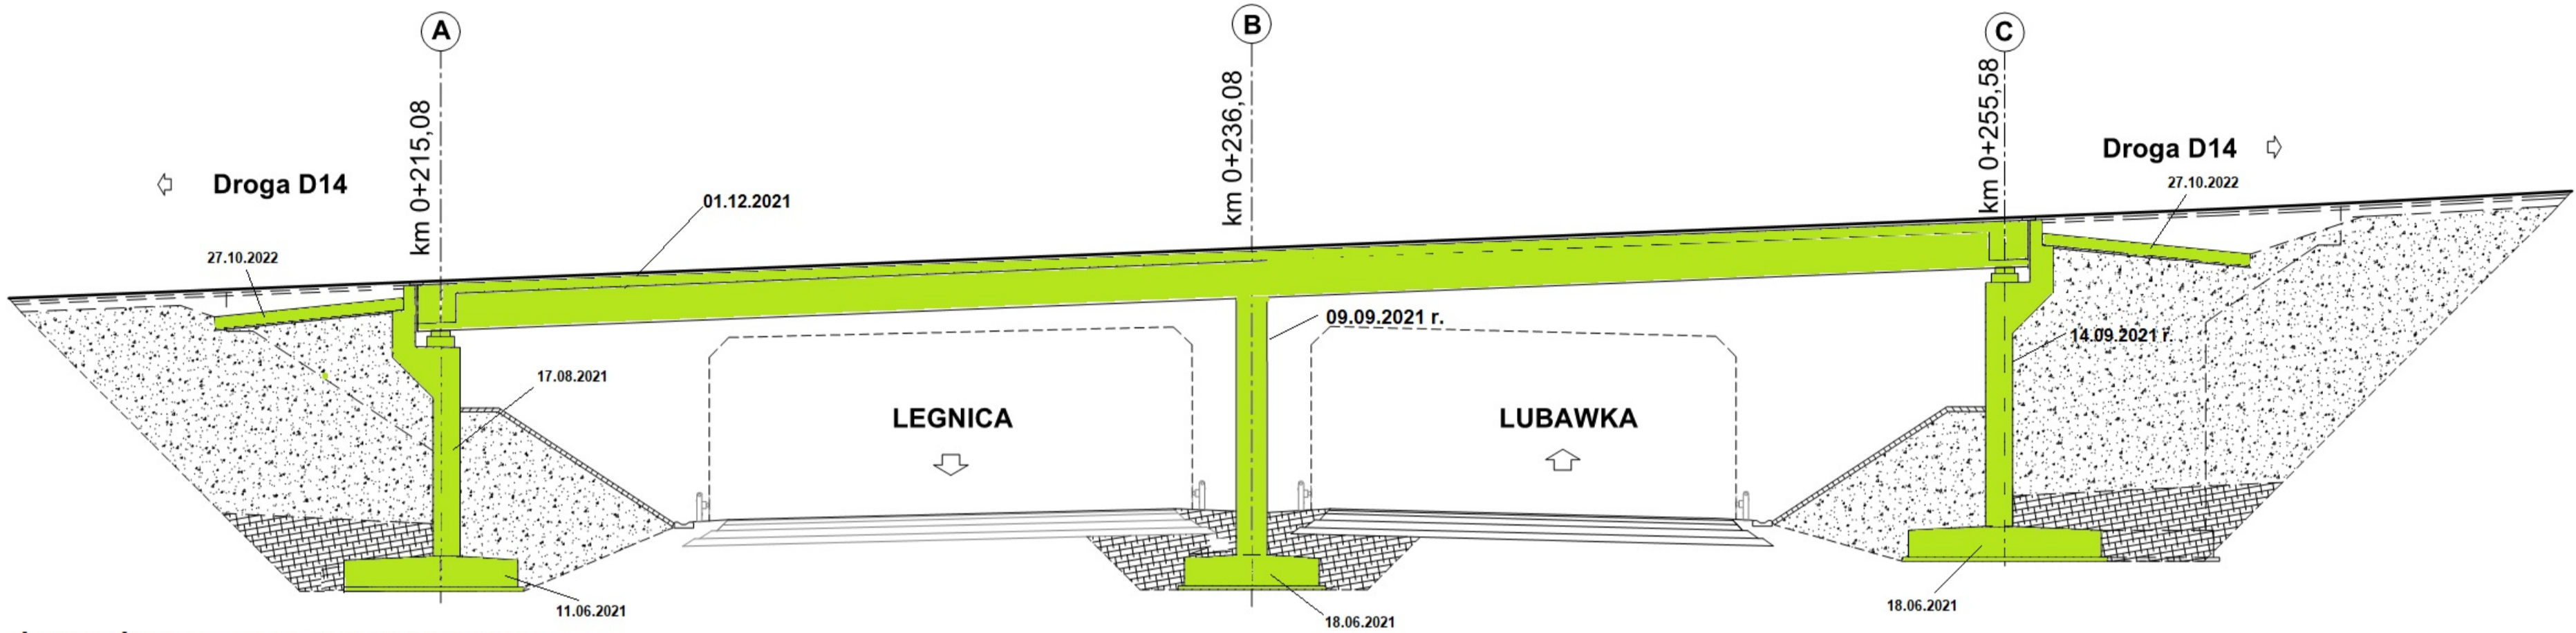 A
B
C
km 0+215,08
km 0+236,08
km 0+255,58
Droga D14
Droga D14
27.10.2022
01.12.2021
27.10.2022
09.09.2021 r.
14.09.2021 r.
17.08.2021
LEGNICA
LUBAWKA
11.06.2021
18.06.2021
18.06.2021